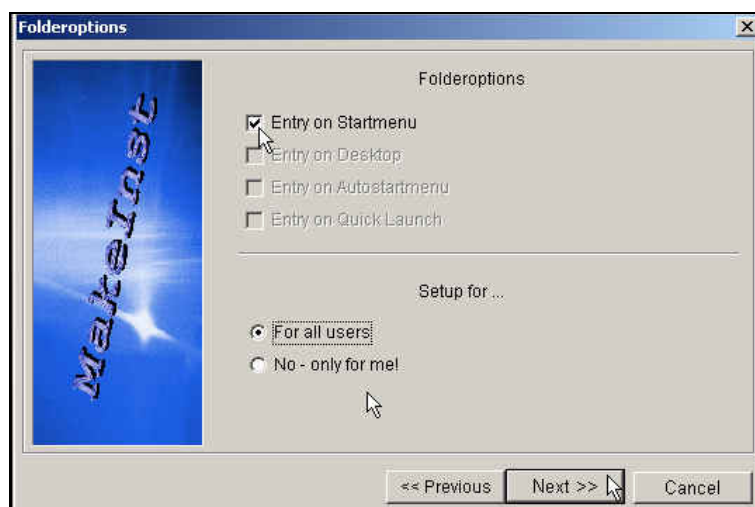 Folderoptions
MakeInst
Folderoptions
Entry on Startmenu
Entry on Desktop
Entry on Autostartmenu
Entry on Quick Launch
Setup for ...
For all users
No - only for me!
<< Previous
Next >>
Cancel